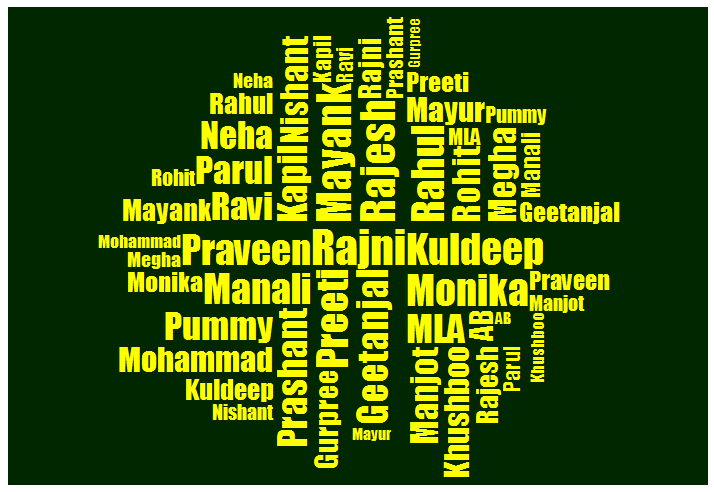 Neha
Rahul
Neha
Rohit
Parul
Mayank
Ravi
Kapil
Nishant
Kapil
Mayank
Ravi
Rajesh
Rajni
Prashant
Gurpree
Preeti
Mayur
Pummy
Rahul
MLA
Rohit
Megha
Manali
Geetanjal
Mohammad
Megha
Praveen
Rajni
Kuldeep
Monika
Manali
Pummy
Mohammad
Kuldeep
Nishant
Prashant
Preeti
Gurpree
Geetanjal
Mayur
Monika
Praveen
Manjot
MLA
AB
AB
Manjot
Khushboo
Rajesh
Parul
Khushboo